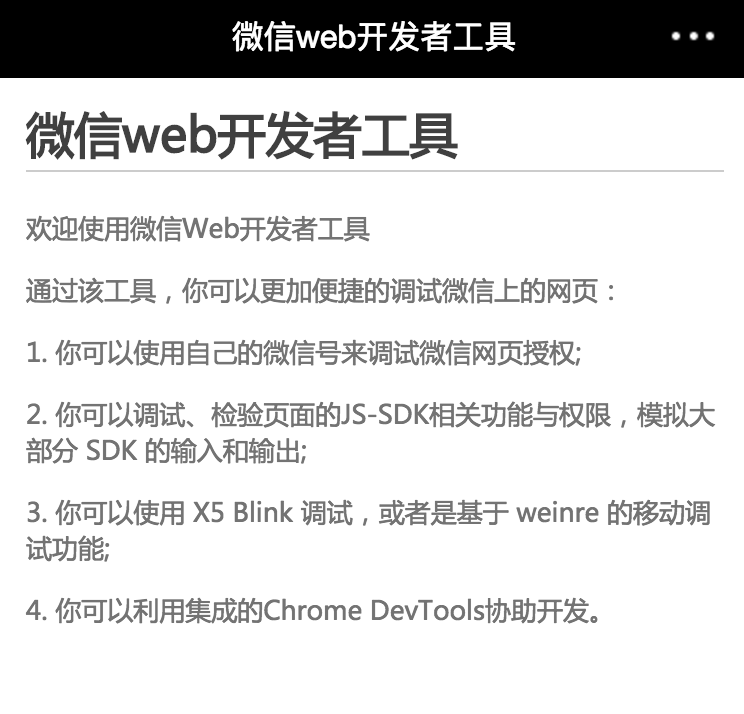 微信web开发者工具
微信web开发者工具
欢迎使用微信Web开发者工具
通过该工具，你可以更加便捷的调试微信上的网页：
1. 你可以使用自己的微信号来调试微信网页授权;
2. 你可以调试、检验页面的JS-SDK相关功能与权限，模拟大
部分 SDK 的输入和输出;
3. 你可以使用 X5 Blink 调试，或者是基于 weinre 的移动调
试功能;
4. 你可以利用集成的Chrome DevTools协助开发。